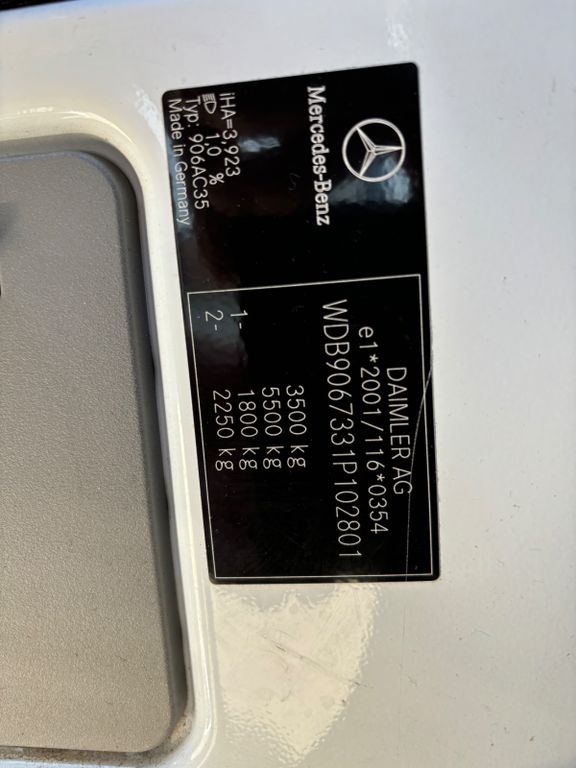 Mercedes-Benz
iHA=3,923
1,0 %
Typ: 906AC35
Made in Germany
DAIMLER AG
e1*2001/116*0354
WDB9067331P102801
3500 kg
5500 kg
1- 1800 kg
2- 2250 kg